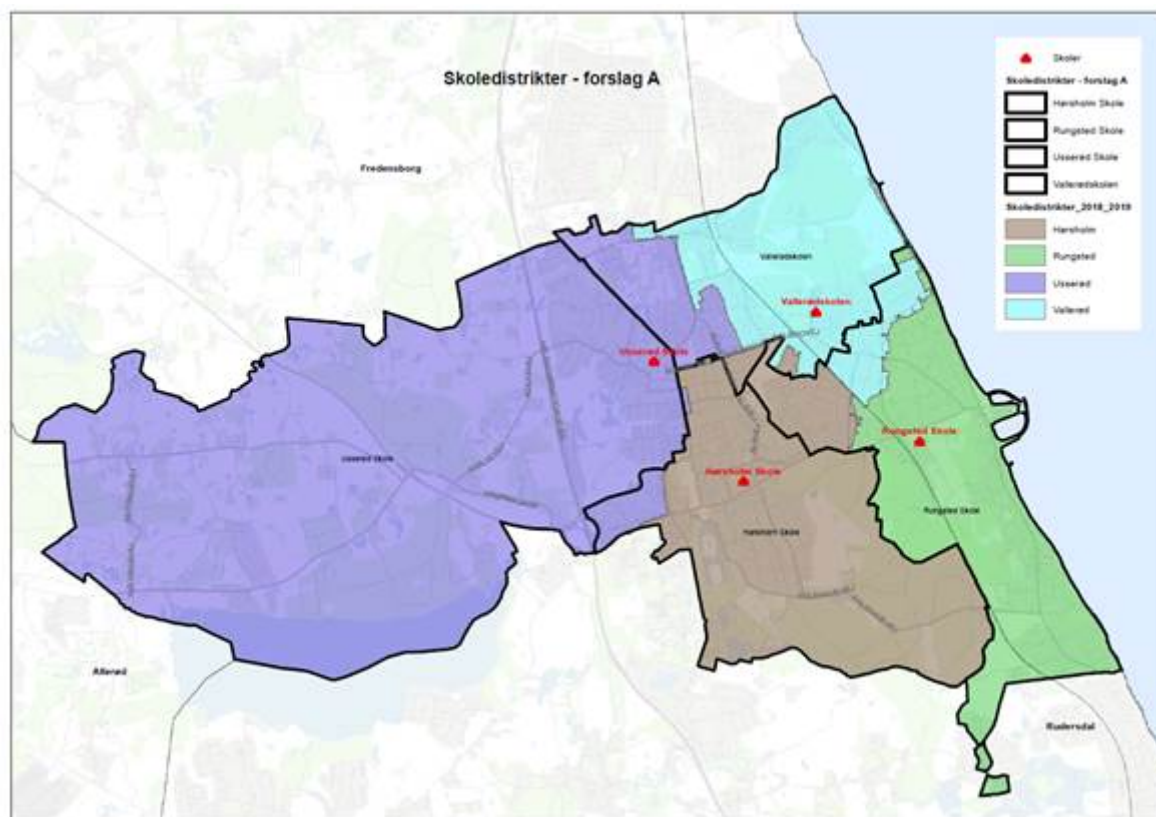 Skoledistrikter - forslag A
Skoler
Skoledistrikter - forslag A
Hørsholm Skole
Rungsted Skole
Usserød Skole
Vallerødskolen
Skoledistrikter_2018_2019
Hørsholm
Rungsted
Usserød
Vallerød
Fredensborg
Vallerødskolen
Vallerødskolen
Usserød Skole
Rungsted Skole
Usserød Skole
Hørsholm Skole
Rungsted Skole
Hørsholm Skole
Allerød
Rudersdal